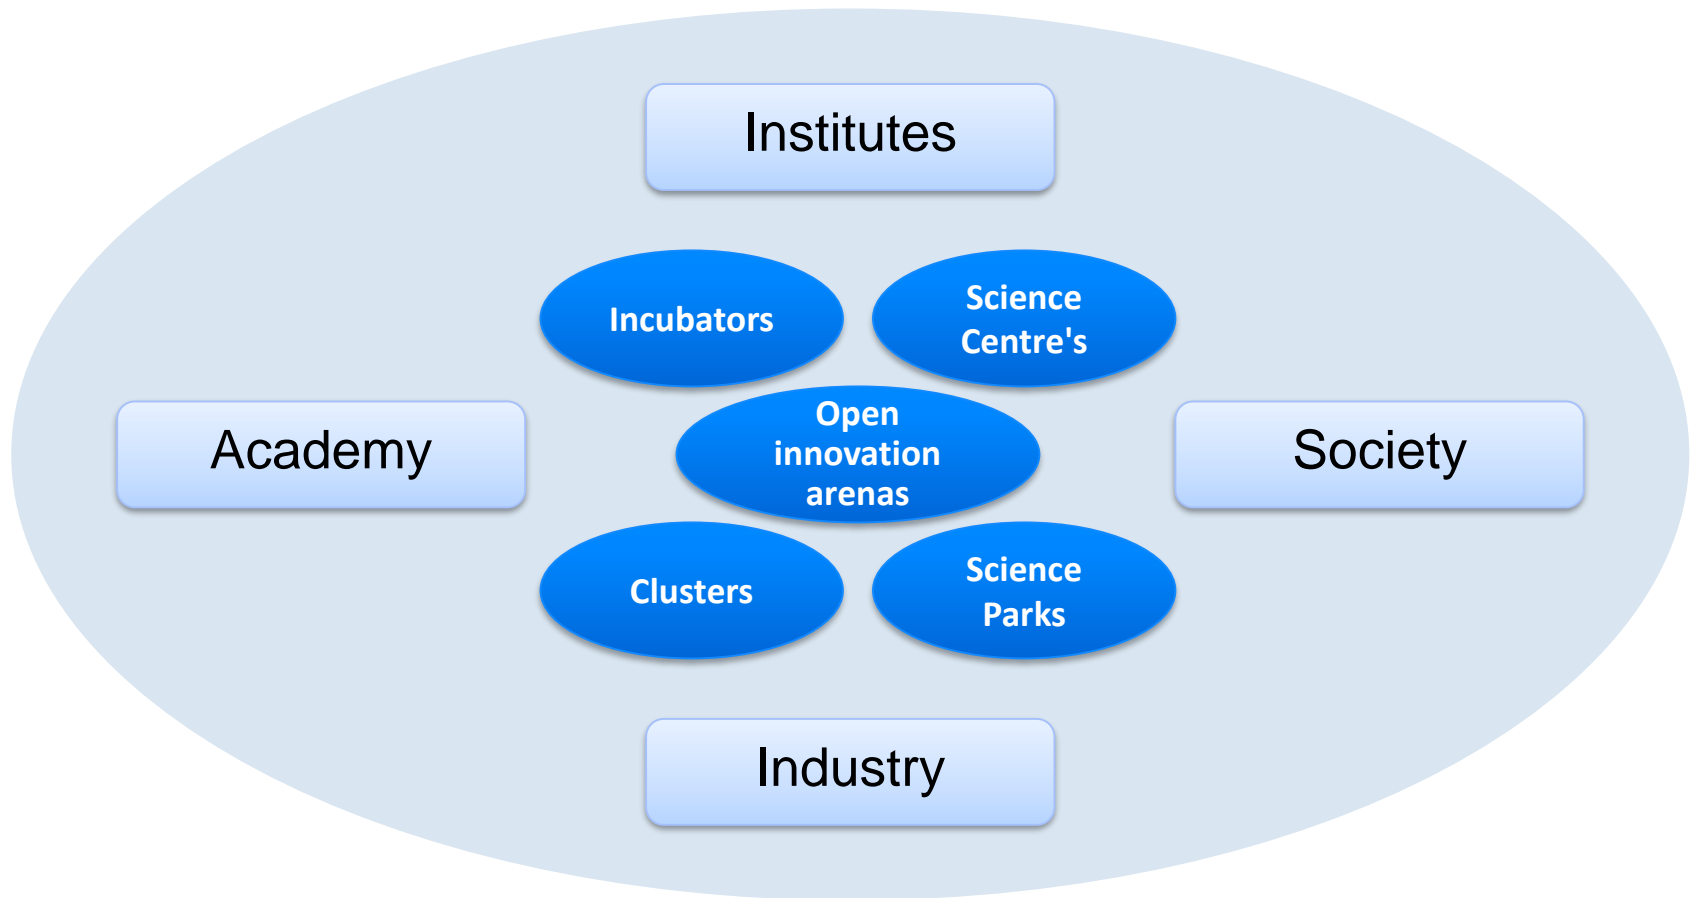 Institutes
Incubators
Science
Centre's
Open
innovation
arenas
Academy
Society
Clusters
Science
Parks
Industry